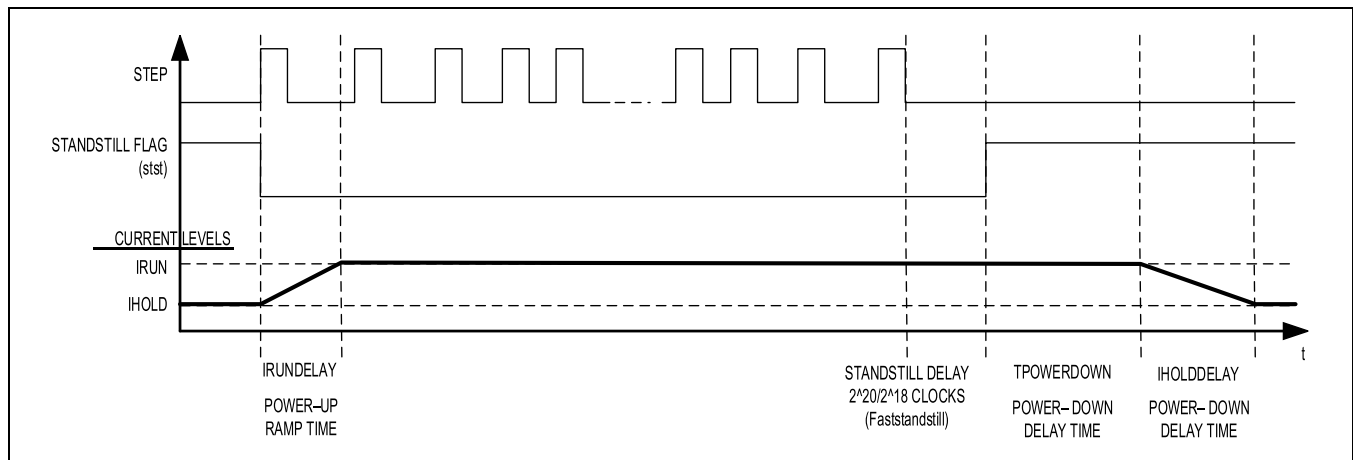 STEP
STANDSTILL FLAG
(stst)
CURRENT LEVELS
IRUN
IHOLD
t
IRUNDELAY
POWER–UP
RAMP TIME
STANDSTILL DELAY
2^20/2^18 CLOCKS
(Faststandstill)
TPOWERDOWN
POWER– DOWN
DELAY TIME
IHOLDDELAY
POWER– DOWN
DELAY TIME